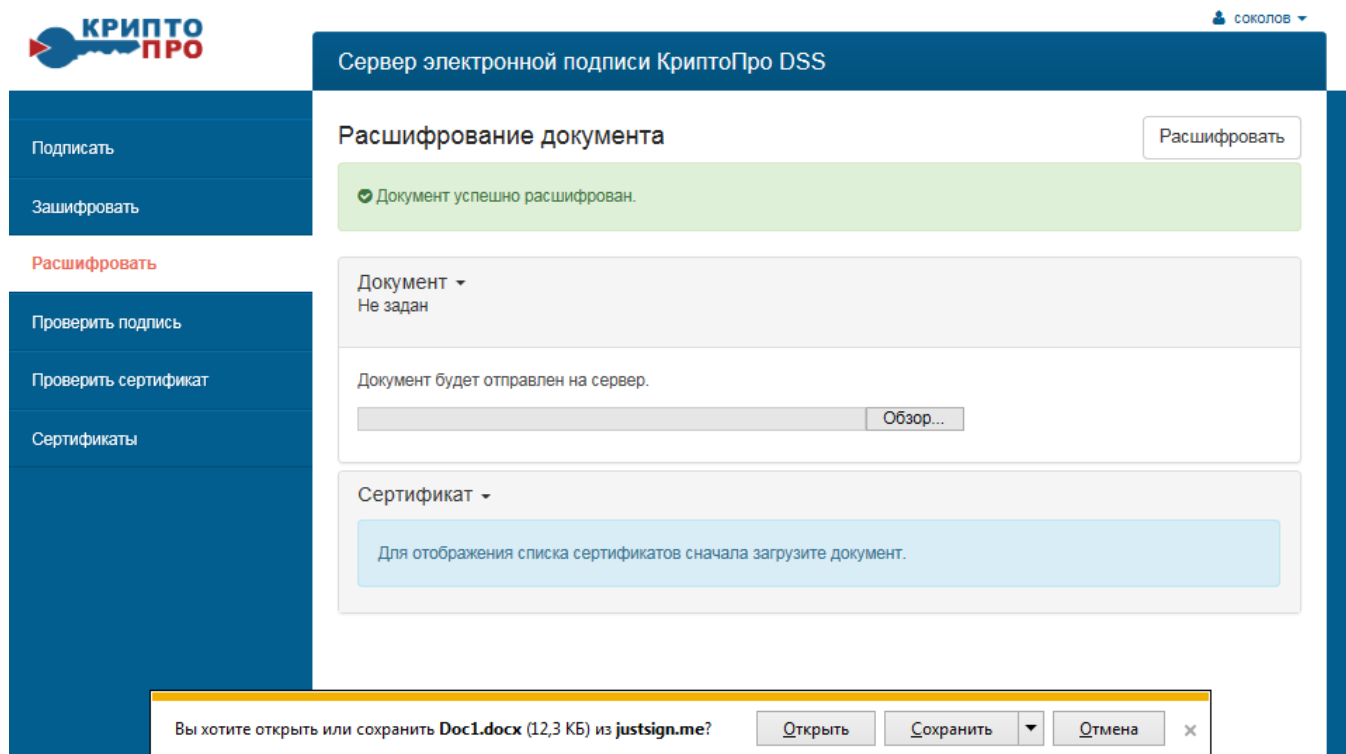 КРИПТО
ПРО
соколов
Сервер электронной подписи КриптоПро DSS
Подписать
Зашифровать
Расшифровать
Проверить подпись
Проверить сертификат
Сертификаты
Расшифрование документа
Расшифровать
Документ успешно расшифрован.
Документ
Не задан
Документ будет отправлен на сервер.
Обзор...
Сертификат
Для отображения списка сертификатов сначала загрузите документ.
Вы хотите открыть или сохранить Doc1.docx (12,3 КБ) из justsign.me?
Открыть
Сохранить
Отмена